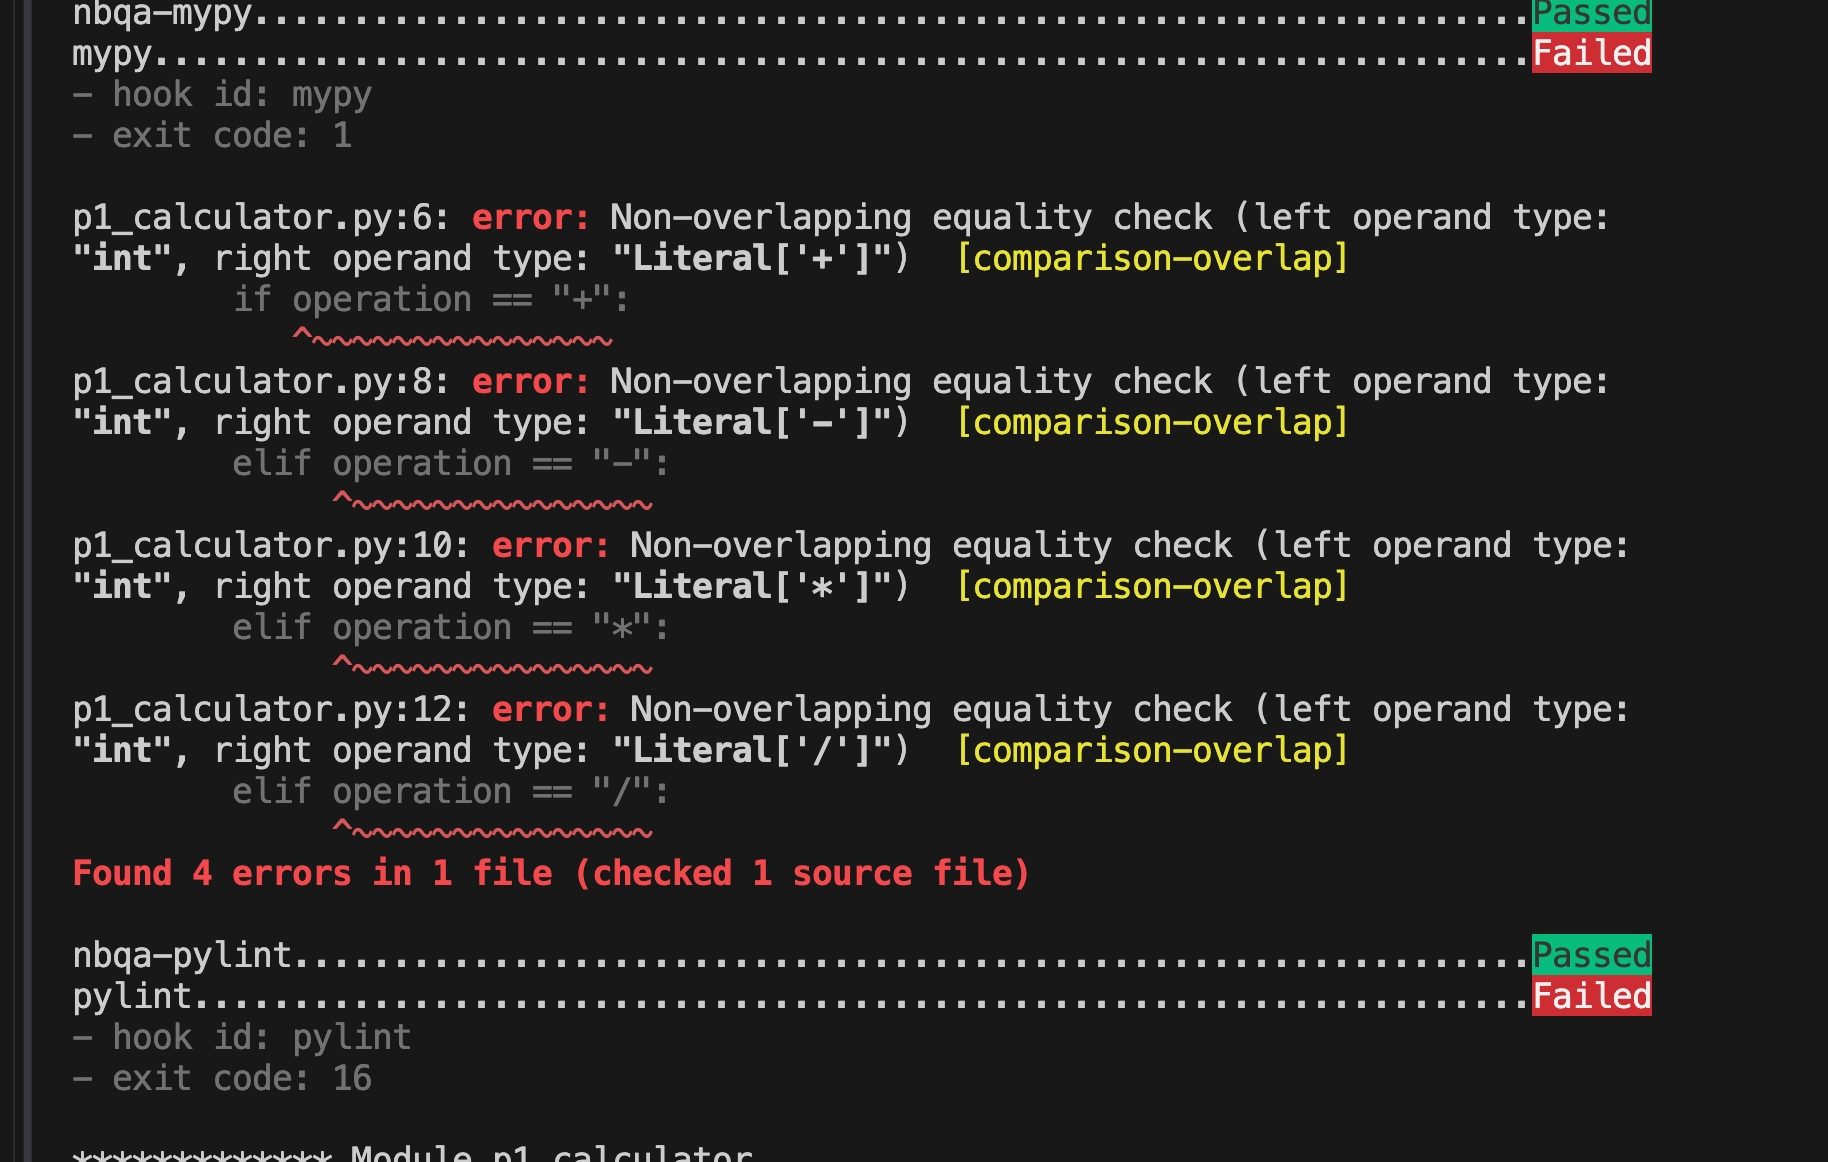 nbqa-mypy................................................................Passed
mypy.....................................................................Failed
- hook id: mypy
- exit code: 1
p1_calculator.py:6: error: Non-overlapping equality check (left operand type:
"int", right operand type: "Literal['+']")  [comparison-overlap]
if operation == "+":
^~~~~~~~~~~~~~~~
p1_calculator.py:8: error: Non-overlapping equality check (left operand type:
"int", right operand type: "Literal['-']")  [comparison-overlap]
elif operation == "-":
^~~~~~~~~~~~~~~~
p1_calculator.py:10: error: Non-overlapping equality check (left operand type:
"int", right operand type: "Literal['*']")  [comparison-overlap]
elif operation == "*":
^~~~~~~~~~~~~~~~
p1_calculator.py:12: error: Non-overlapping equality check (left operand type:
"int", right operand type: "Literal['/']")  [comparison-overlap]
elif operation == "/":
^~~~~~~~~~~~~~~~
Found 4 errors in 1 file (checked 1 source file)
nbqa-pylint..............................................................Passed
pylint...................................................................Failed
- hook id: pylint
- exit code: 16
************* Module p1_calculator